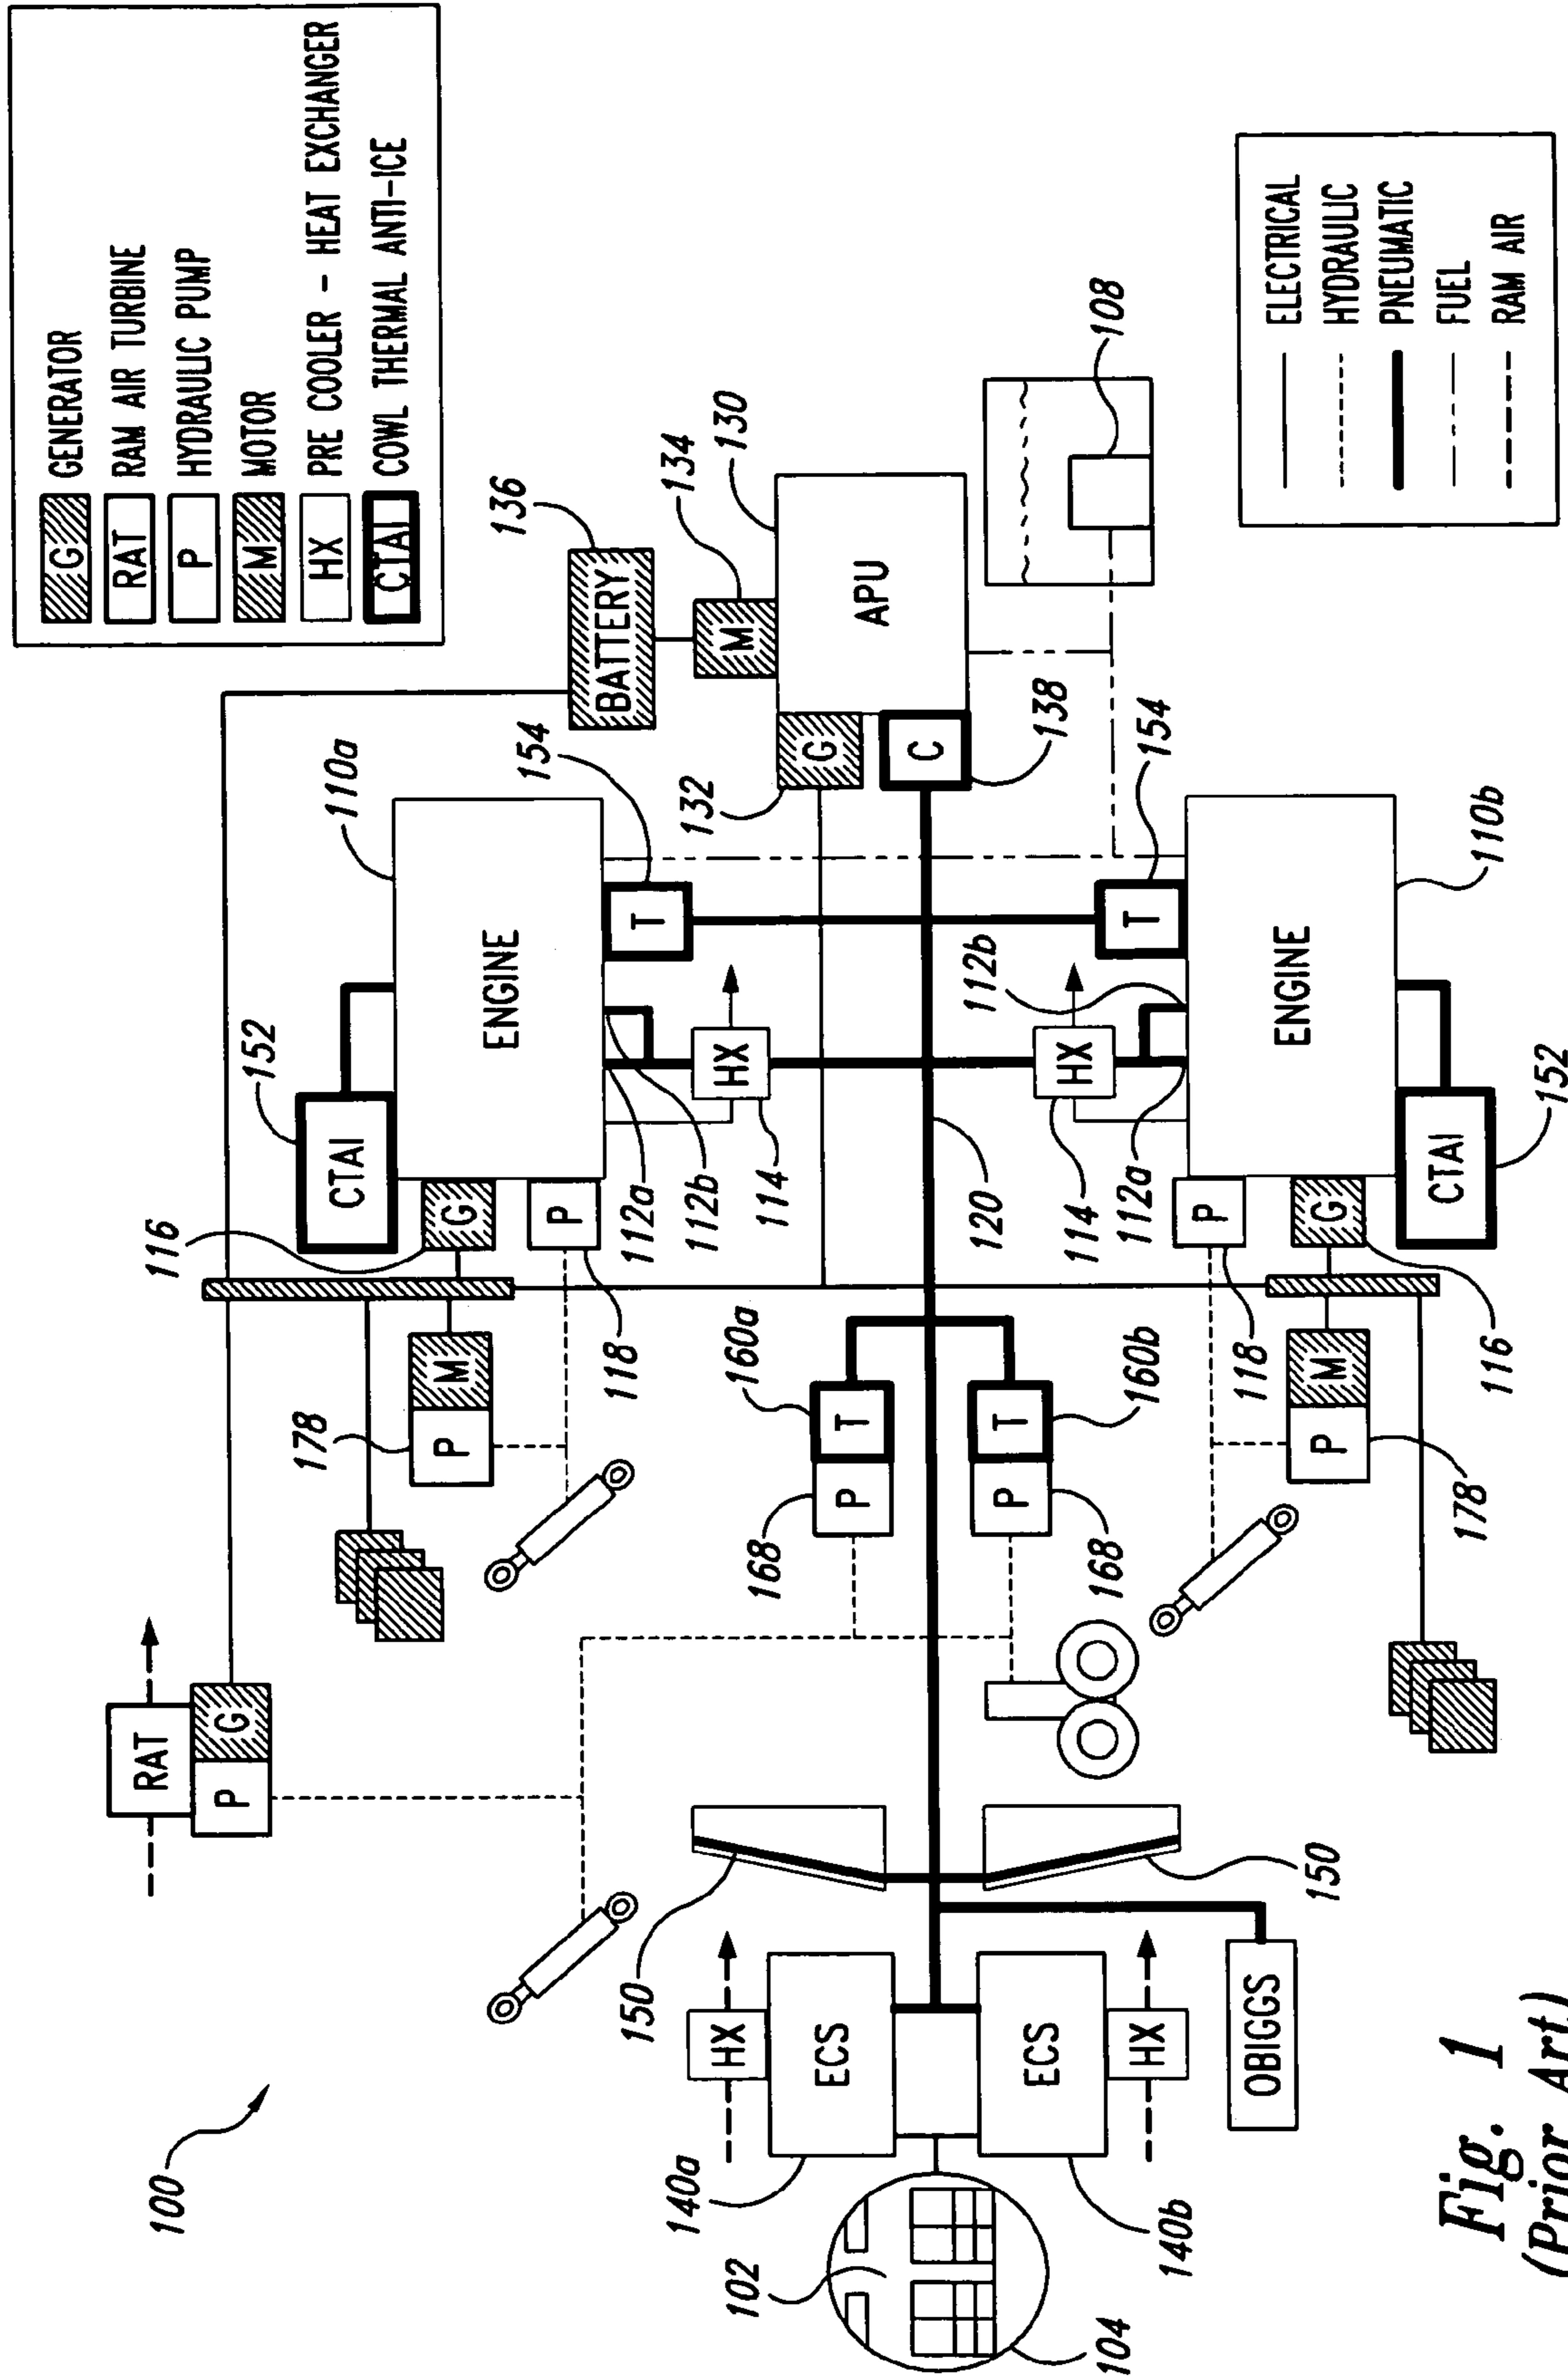 G GENERATOR
RAT RAM AIR TURBINE
P HYDRAULIC PUMP
M MOTOR
HX PRE COOLER - HEAT EXCHANGER
CTAI COWL THERMAL ANTI-ICE
100
RAT
P
G
116
152
CTAI
110a
ENGINE
G
P
M
P
178
118
112a
112b
114
HX
154
T
136
BATTERY
134
M
130
APU
132
G
C
138
108
140a
HX
ECS
150
168
P
T
160a
120
102
104
140b
ECS
HX
OBIGGS
150
168
P
T
160b
114
HX
112a
112b
154
T
118
P
G
116
ENGINE
110b
CTAI
152
M
P
178
ELECTRICAL
HYDRAULIC
PNEUMATIC
FUEL
RAM AIR
Fig. 1
(Prior Art)